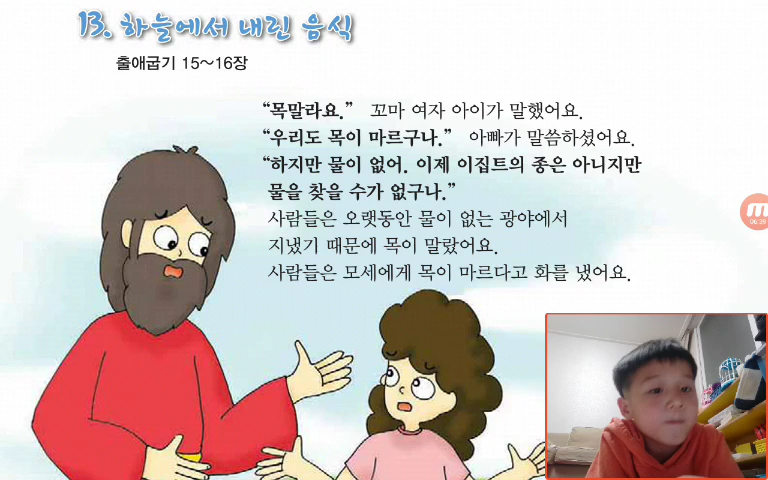 13. 하늘에서 내린 음식
출애굽기 15~16장
“목말라요.” 꼬마 여자 아이가 말했어요.
“우리도 목이 마르구나.” 아빠가 말씀하셨어요.
“하지만 물이 없어. 이제 이집트의 종은 아니지만
물을 찾을 수가 없구나.”
사람들은 오랫동안 물이 없는 광야에서
지냈기 때문에 목이 말랐어요.
사람들은 모세에게 목이 마르다고 화를 냈어요.